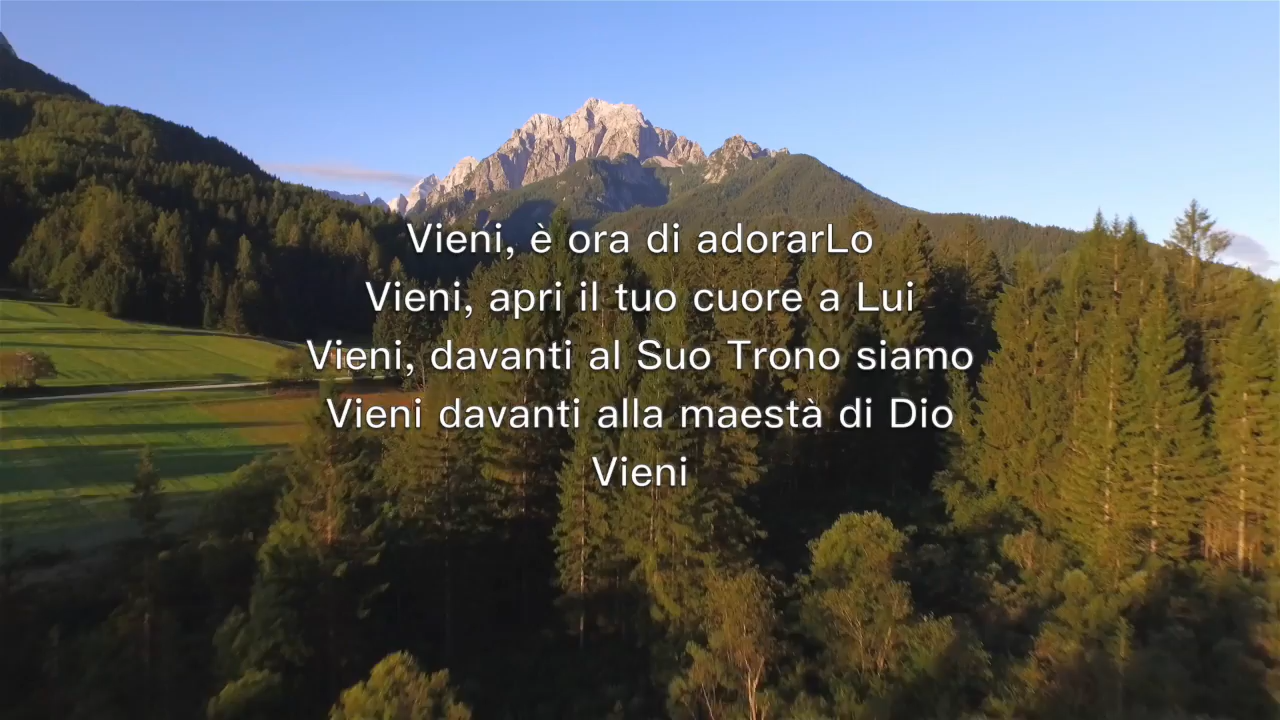 Vieni, è ora di adorarLo
Vieni, apri il tuo cuore a Lui
Vieni, davanti al Suo Trono siamo
Vieni davanti alla maestà di Dio
Vieni